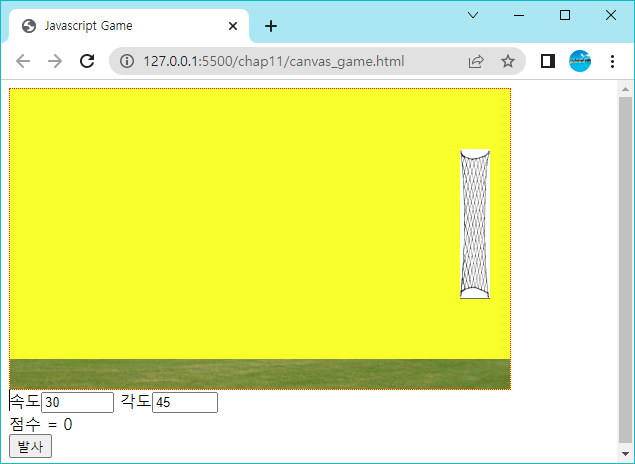 Javascript Game
127.0.0.1:5500/chap11/canvas_game.html
속도 30 각도 45
점수 = 0
발사